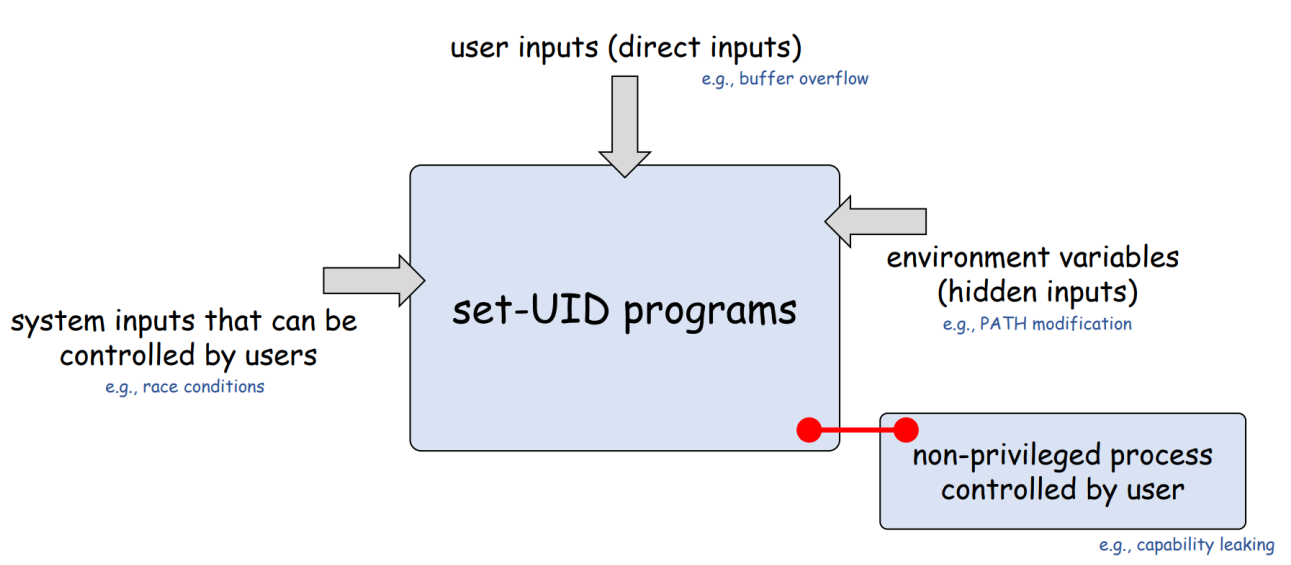 user inputs (direct inputs)
e.g., buffer overflow
environment variables
(hidden inputs)
e.g., PATH modification
set-UID programs
system inputs that can be
controlled by users
e.g., race conditions
non-privileged process
controlled by user
e.g., capability leaking